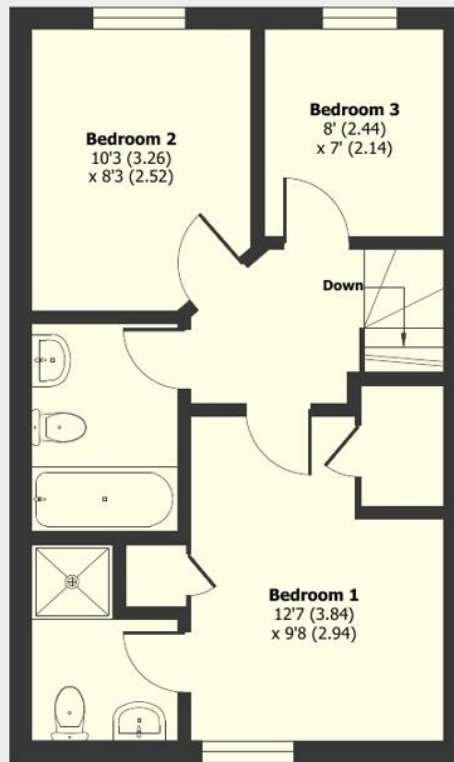 Bedroom 2
10'3 (3.26)
x 8'3 (2.52)
Bedroom 3
8' (2.44)
x 7' (2.14)
Down
Bedroom 1
12'7 (3.84)
x 9'8 (2.94)